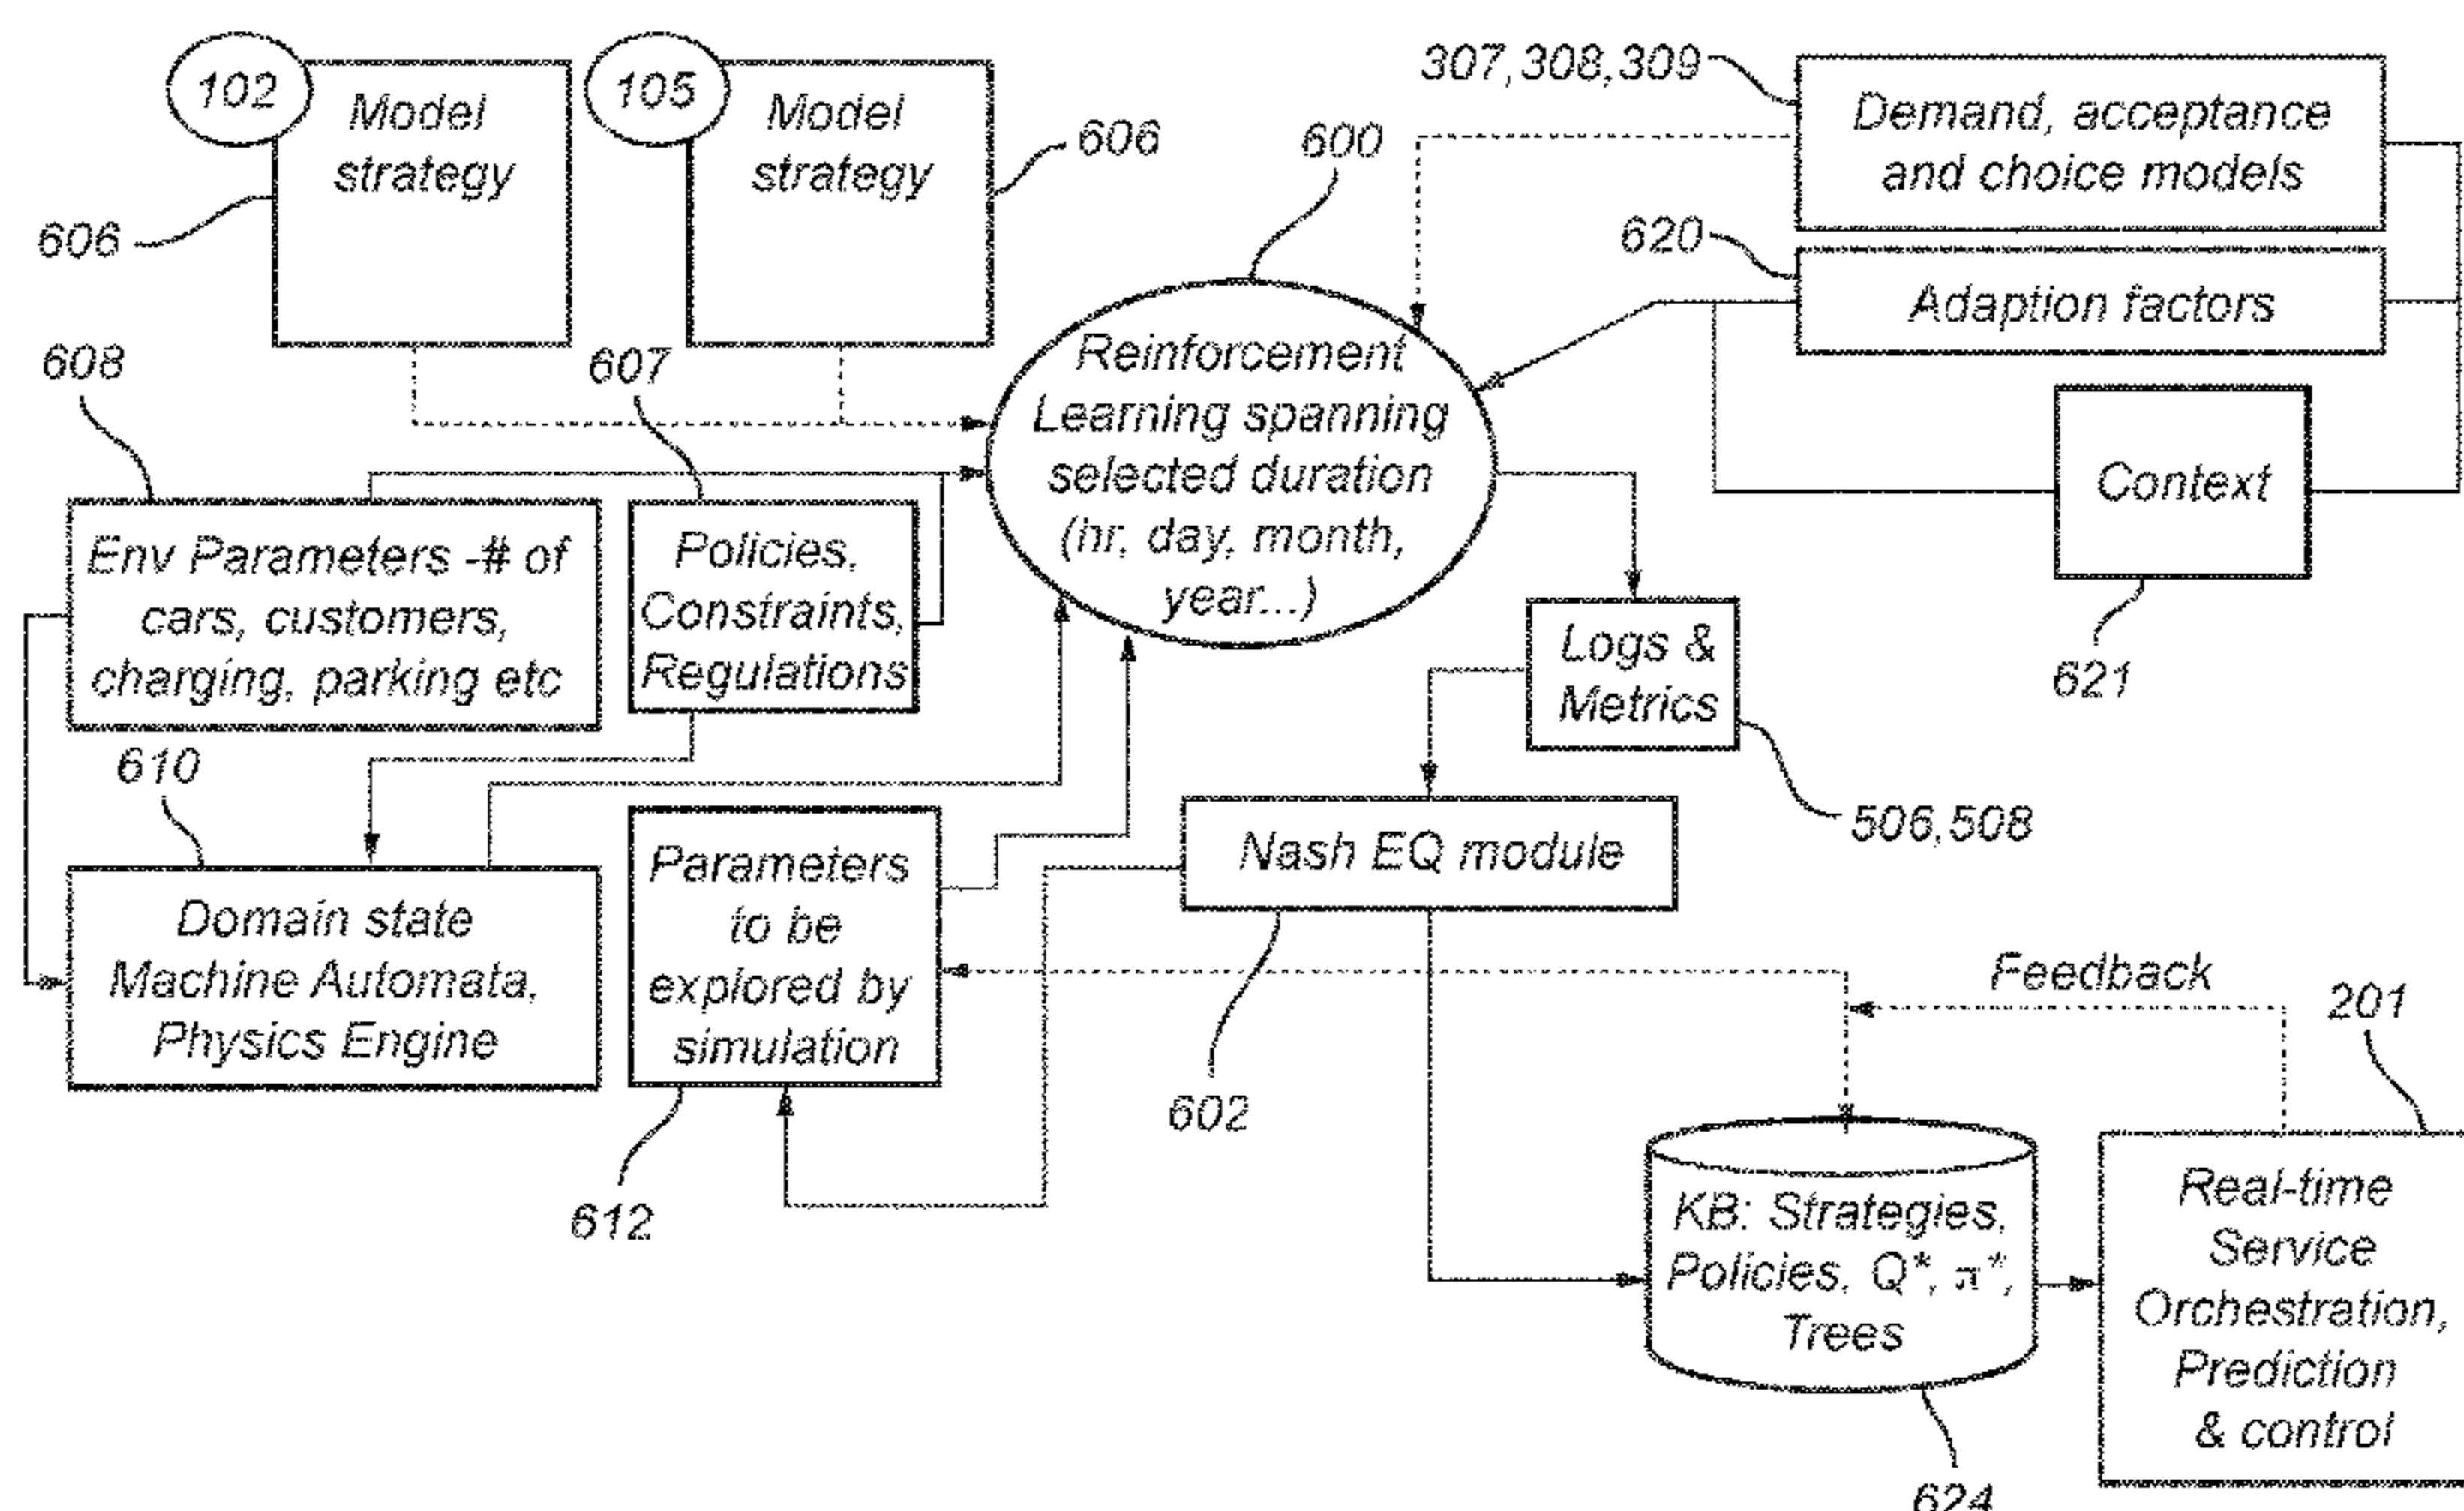 102
Model
strategy
606
105
Model
strategy
606
600
307,308,309
Demand, acceptance
and choice models
620
Adaption factors
Context
621
608
Env Parameters -# of
cars, customers,
charging, parking etc
607
Policies,
Constraints,
Regulations
Reinforcement
Learning spanning
selected duration
(hr, day, month,
year...)
Logs &
Metrics
506,508
610
Domain state
Machine Automata,
Physics Engine
Parameters
to be
explored by
simulation
612
Nash EQ module
602
Feedback
201
KB: Strategies,
Policies, Q*, π*,
Trees
624
Real-time
Service
Orchestration,
Prediction
& control